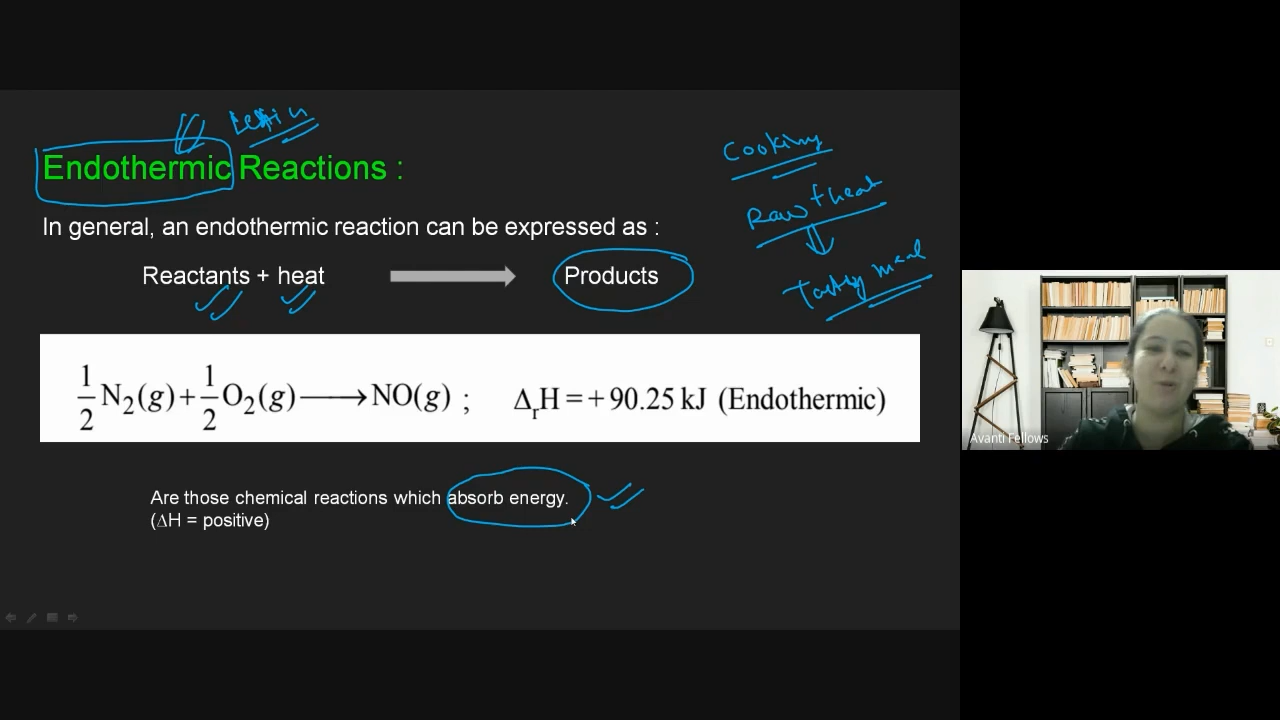 Endothermic Reactions :
In general, an endothermic reaction can be expressed as :
Reactants + heat Products
Cooking
Raw + heat
Tasty meal
1/2 N₂(g) + 1/2 O₂(g) ⟶ NO(g) ; ΔᵣH = + 90.25 kJ (Endothermic)
Are those chemical reactions which absorb energy.
(∆H = positive)
Avanti Fellows